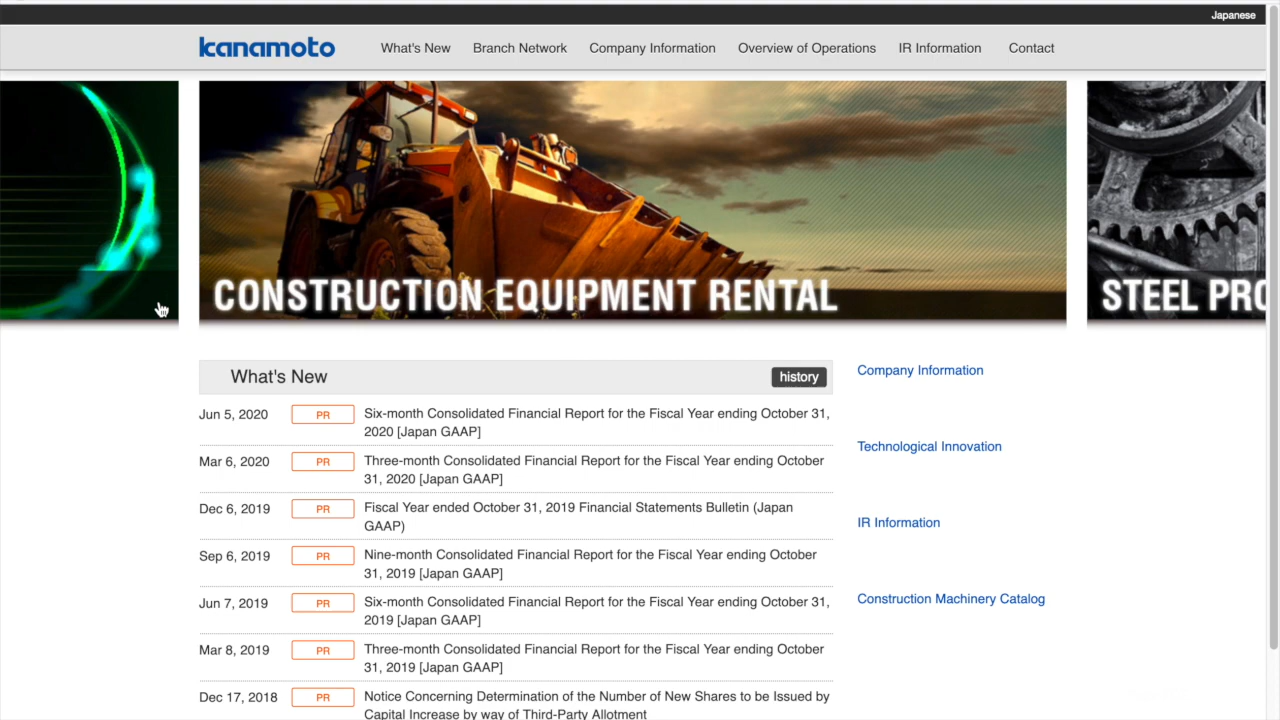 Japanese
kanamoto
What's New
Branch Network
Company Information
Overview of Operations
IR Information
Contact
CONSTRUCTION EQUIPMENT RENTAL
STEEL PRO
What's New
history
Jun 5, 2020
PR
Six-month Consolidated Financial Report for the Fiscal Year ending October 31,
2020 [Japan GAAP]
Mar 6, 2020
PR
Three-month Consolidated Financial Report for the Fiscal Year ending October
31, 2020 [Japan GAAP]
Dec 6, 2019
PR
Fiscal Year ended October 31, 2019 Financial Statements Bulletin (Japan
GAAP)
Sep 6, 2019
PR
Nine-month Consolidated Financial Report for the Fiscal Year ending October
31, 2019 [Japan GAAP]
Jun 7, 2019
PR
Six-month Consolidated Financial Report for the Fiscal Year ending October 31,
2019 [Japan GAAP]
Mar 8, 2019
PR
Three-month Consolidated Financial Report for the Fiscal Year ending October
31, 2019 [Japan GAAP]
Dec 17, 2018
PR
Notice Concerning Determination of the Number of New Shares to be Issued by
Capital Increase by way of Third-Party Allotment
Company Information
Technological Innovation
IR Information
Construction Machinery Catalog